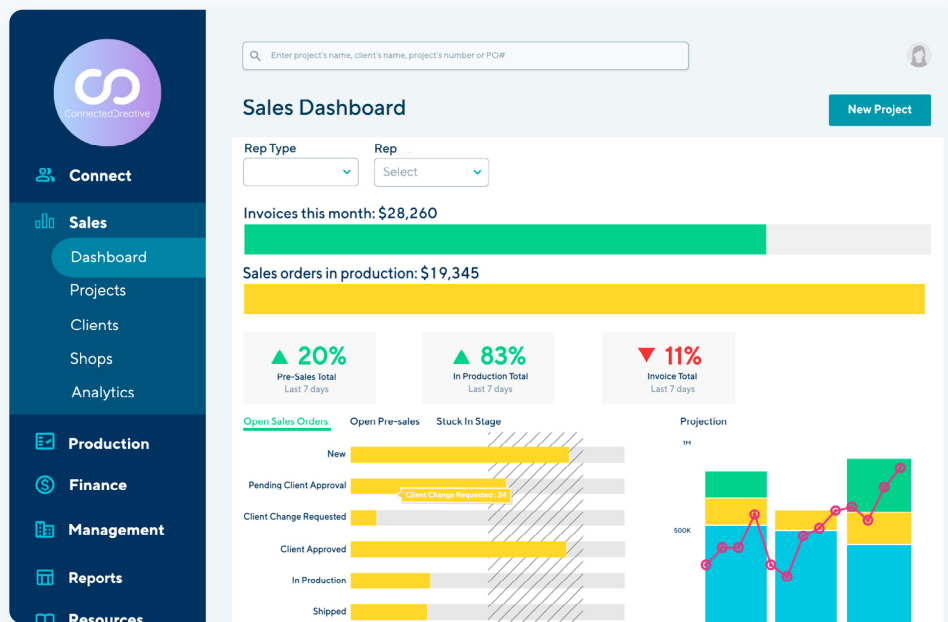 ConnectedCreative
Connect
Sales
Dashboard
Projects
Clients
Shops
Analytics
Production
Finance
Management
Reports
Resources
Enter project's name, client's name, project's number or PO#
Sales Dashboard
New Project
Rep Type
Rep
Select
Invoices this month: $28,260
Sales orders in production: $19,345
▲ 20%
Pre-Sales Total
Last 7 days
▲ 83%
In Production Total
Last 7 days
▼ 11%
Invoice Total
Last 7 days
Open Sales Orders
Open Pre-sales
Stuck In Stage
New
Pending Client Approval
Client Change Requested : 34
Client Change Requested
Client Approved
In Production
Shipped
Projection
1M
500K